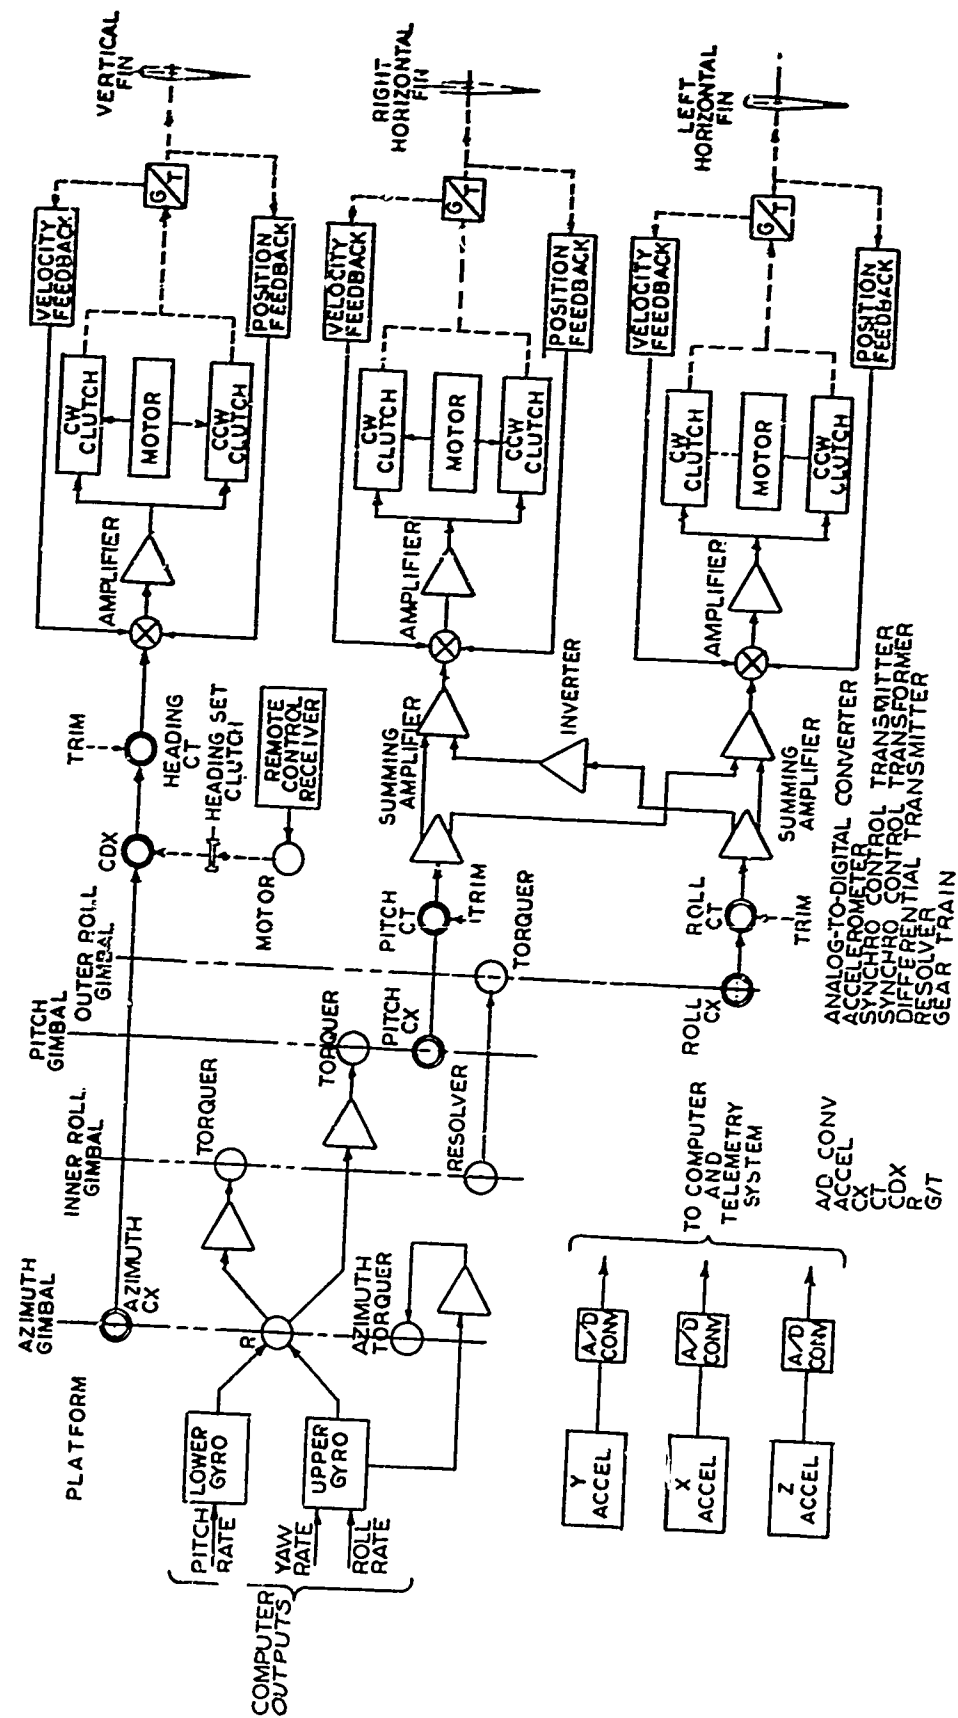 PLATFORM
AZIMUTH
GIMBAL
INNER ROLL
GIMBAL
PITCH
GIMBAL
OUTER ROLL
GIMBAL
AZIMUTH
CX
CDX
TRIM
HEADING
CT
HEADING SET
CLUTCH
REMOTE
CONTROL
RECEIVER
MOTOR
AMPLIFIER
CW
CLUTCH
MOTOR
CCW
CLUTCH
VELOCITY
FEEDBACK
POSITION
FEEDBACK
G/T
VERTICAL
FIN
COMPUTER
OUTPUTS
PITCH
RATE
LOWER
GYRO
YAW
RATE
ROLL
RATE
UPPER
GYRO
R
TORQUER
TORQUER
AZIMUTH
TORQUER
PITCH
CX
PITCH
CT
TRIM
RESOLVER
TORQUER
SUMMING
AMPLIFIER
INVERTER
AMPLIFIER
CW
CLUTCH
MOTOR
CCW
CLUTCH
VELOCITY
FEEDBACK
POSITION
FEEDBACK
G/T
RIGHT
HORIZONTAL
FIN
ROLL
CX
ROLL
CT
TRIM
SUMMING
AMPLIFIER
AMPLIFIER
CW
CLUTCH
MOTOR
CCW
CLUTCH
VELOCITY
FEEDBACK
POSITION
FEEDBACK
G/T
LEFT
HORIZONTAL
FIN
Y
ACCEL
A/D
CONV
X
ACCEL
A/D
CONV
Z
ACCEL
A/D
CONV
TO COMPUTER
AND
TELEMETRY
SYSTEM
A/D CONV ANALOG-TO-DIGITAL CONVERTER
ACCEL ACCELEROMETER
CX SYNCHRO CONTROL TRANSMITTER
CT SYNCHRO CONTROL TRANSFORMER
CDX DIFFERENTIAL TRANSMITTER
R RESOLVER
G/T GEAR TRAIN